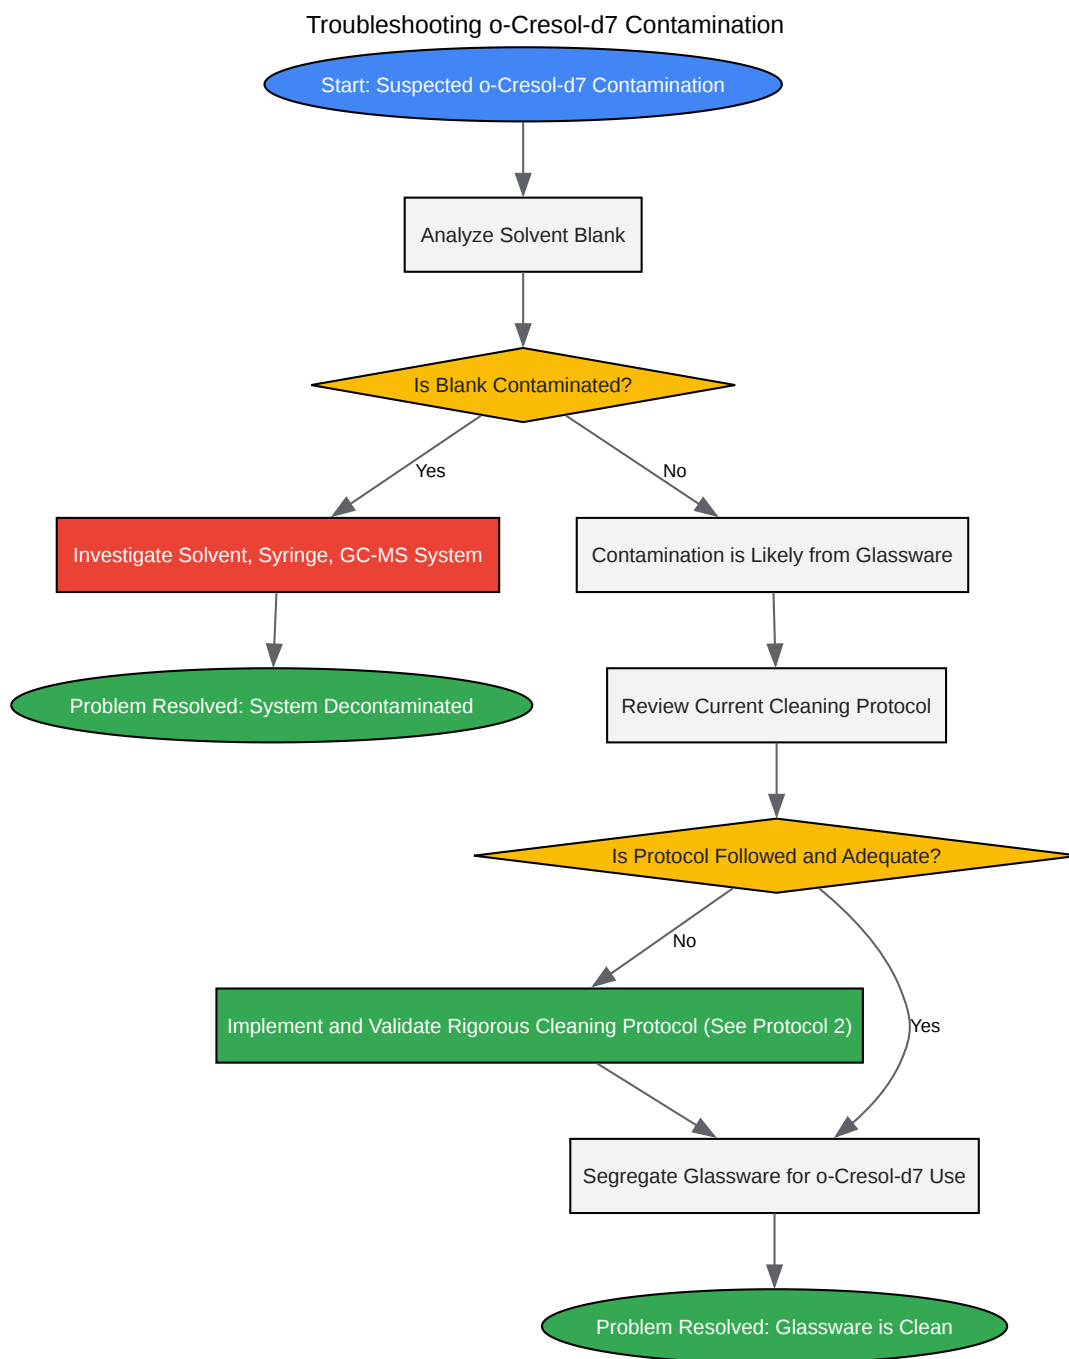 Troubleshooting o-Cresol-d7 Contamination
Start: Suspected o-Cresol-d7 Contamination
Analyze Solvent Blank
Is Blank Contaminated?
Yes
No
Investigate Solvent, Syringe, GC-MS System
Contamination is Likely from Glassware
Problem Resolved: System Decontaminated
Review Current Cleaning Protocol
Is Protocol Followed and Adequate?
No
Implement and Validate Rigorous Cleaning Protocol (See Protocol 2)
Yes
Segregate Glassware for o-Cresol-d7 Use
Problem Resolved: Glassware is Clean